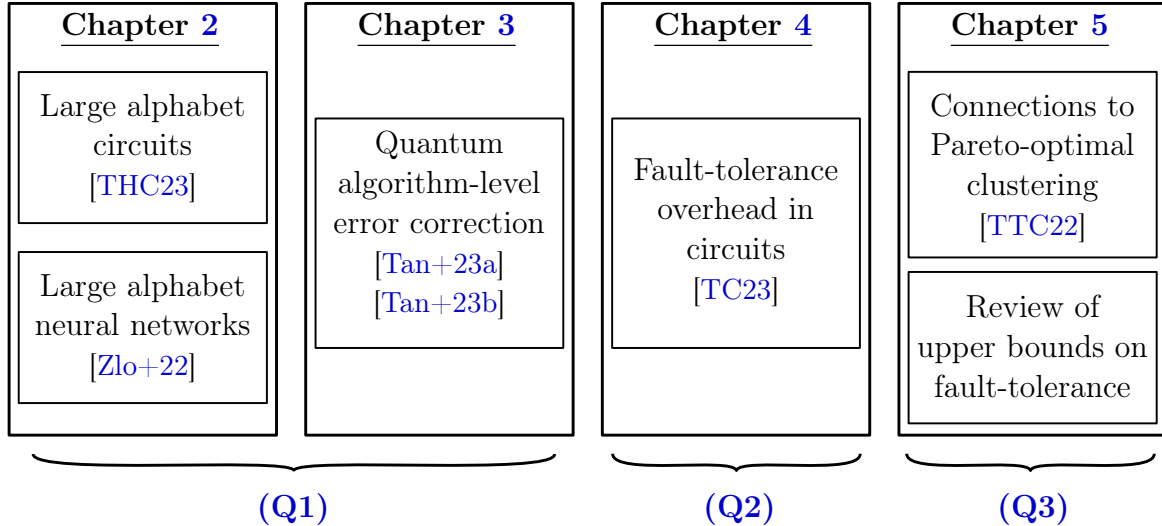 Chapter 2
Large alphabet
circuits
[THC23]
Large alphabet
neural networks
[Zlo+22]
Chapter 3
Quantum
algorithm-level
error correction
[Tan+23a]
[Tan+23b]
Chapter 4
Fault-tolerance
overhead in
circuits
[TC23]
Chapter 5
Connections to
Pareto-optimal
clustering
[TTC22]
Review of
upper bounds on
fault-tolerance
(Q1)
(Q2)
(Q3)